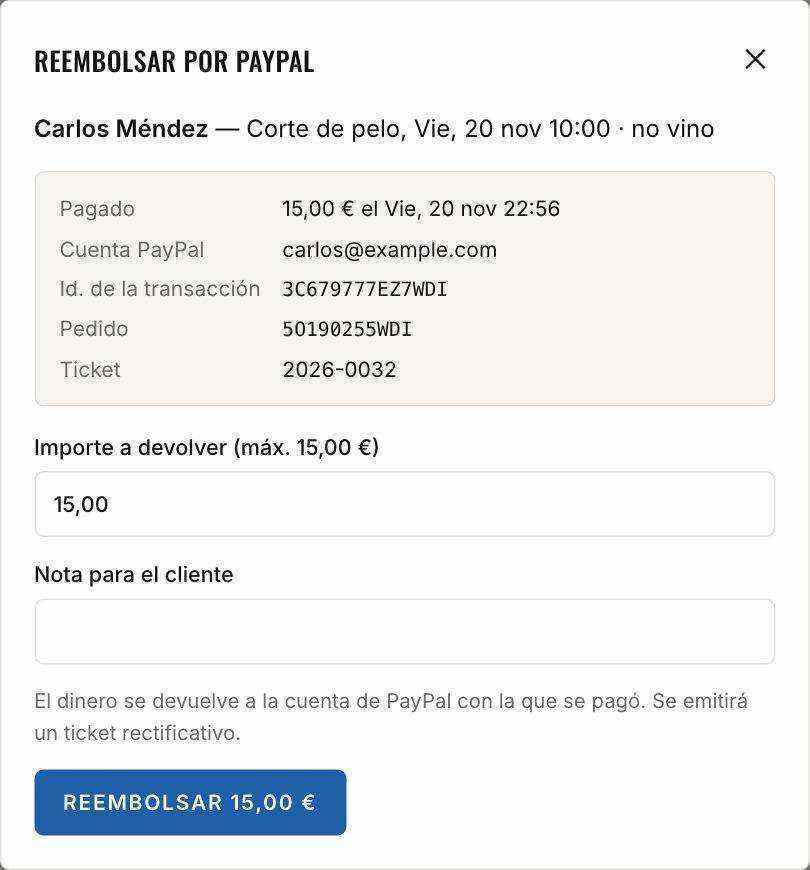 REEMBOLSAR POR PAYPAL
Carlos Méndez — Corte de pelo, Vie, 20 nov 10:00 · no vino
Pagado 15,00 € el Vie, 20 nov 22:56
Cuenta PayPal carlos@example.com
Id. de la transacción 3C679777EZ7WDI
Pedido 5O190255WDI
Ticket 2026-0032
Importe a devolver (máx. 15,00 €)
15,00
Nota para el cliente
El dinero se devuelve a la cuenta de PayPal con la que se pagó. Se emitirá
un ticket rectificativo.
REEMBOLSAR 15,00 €